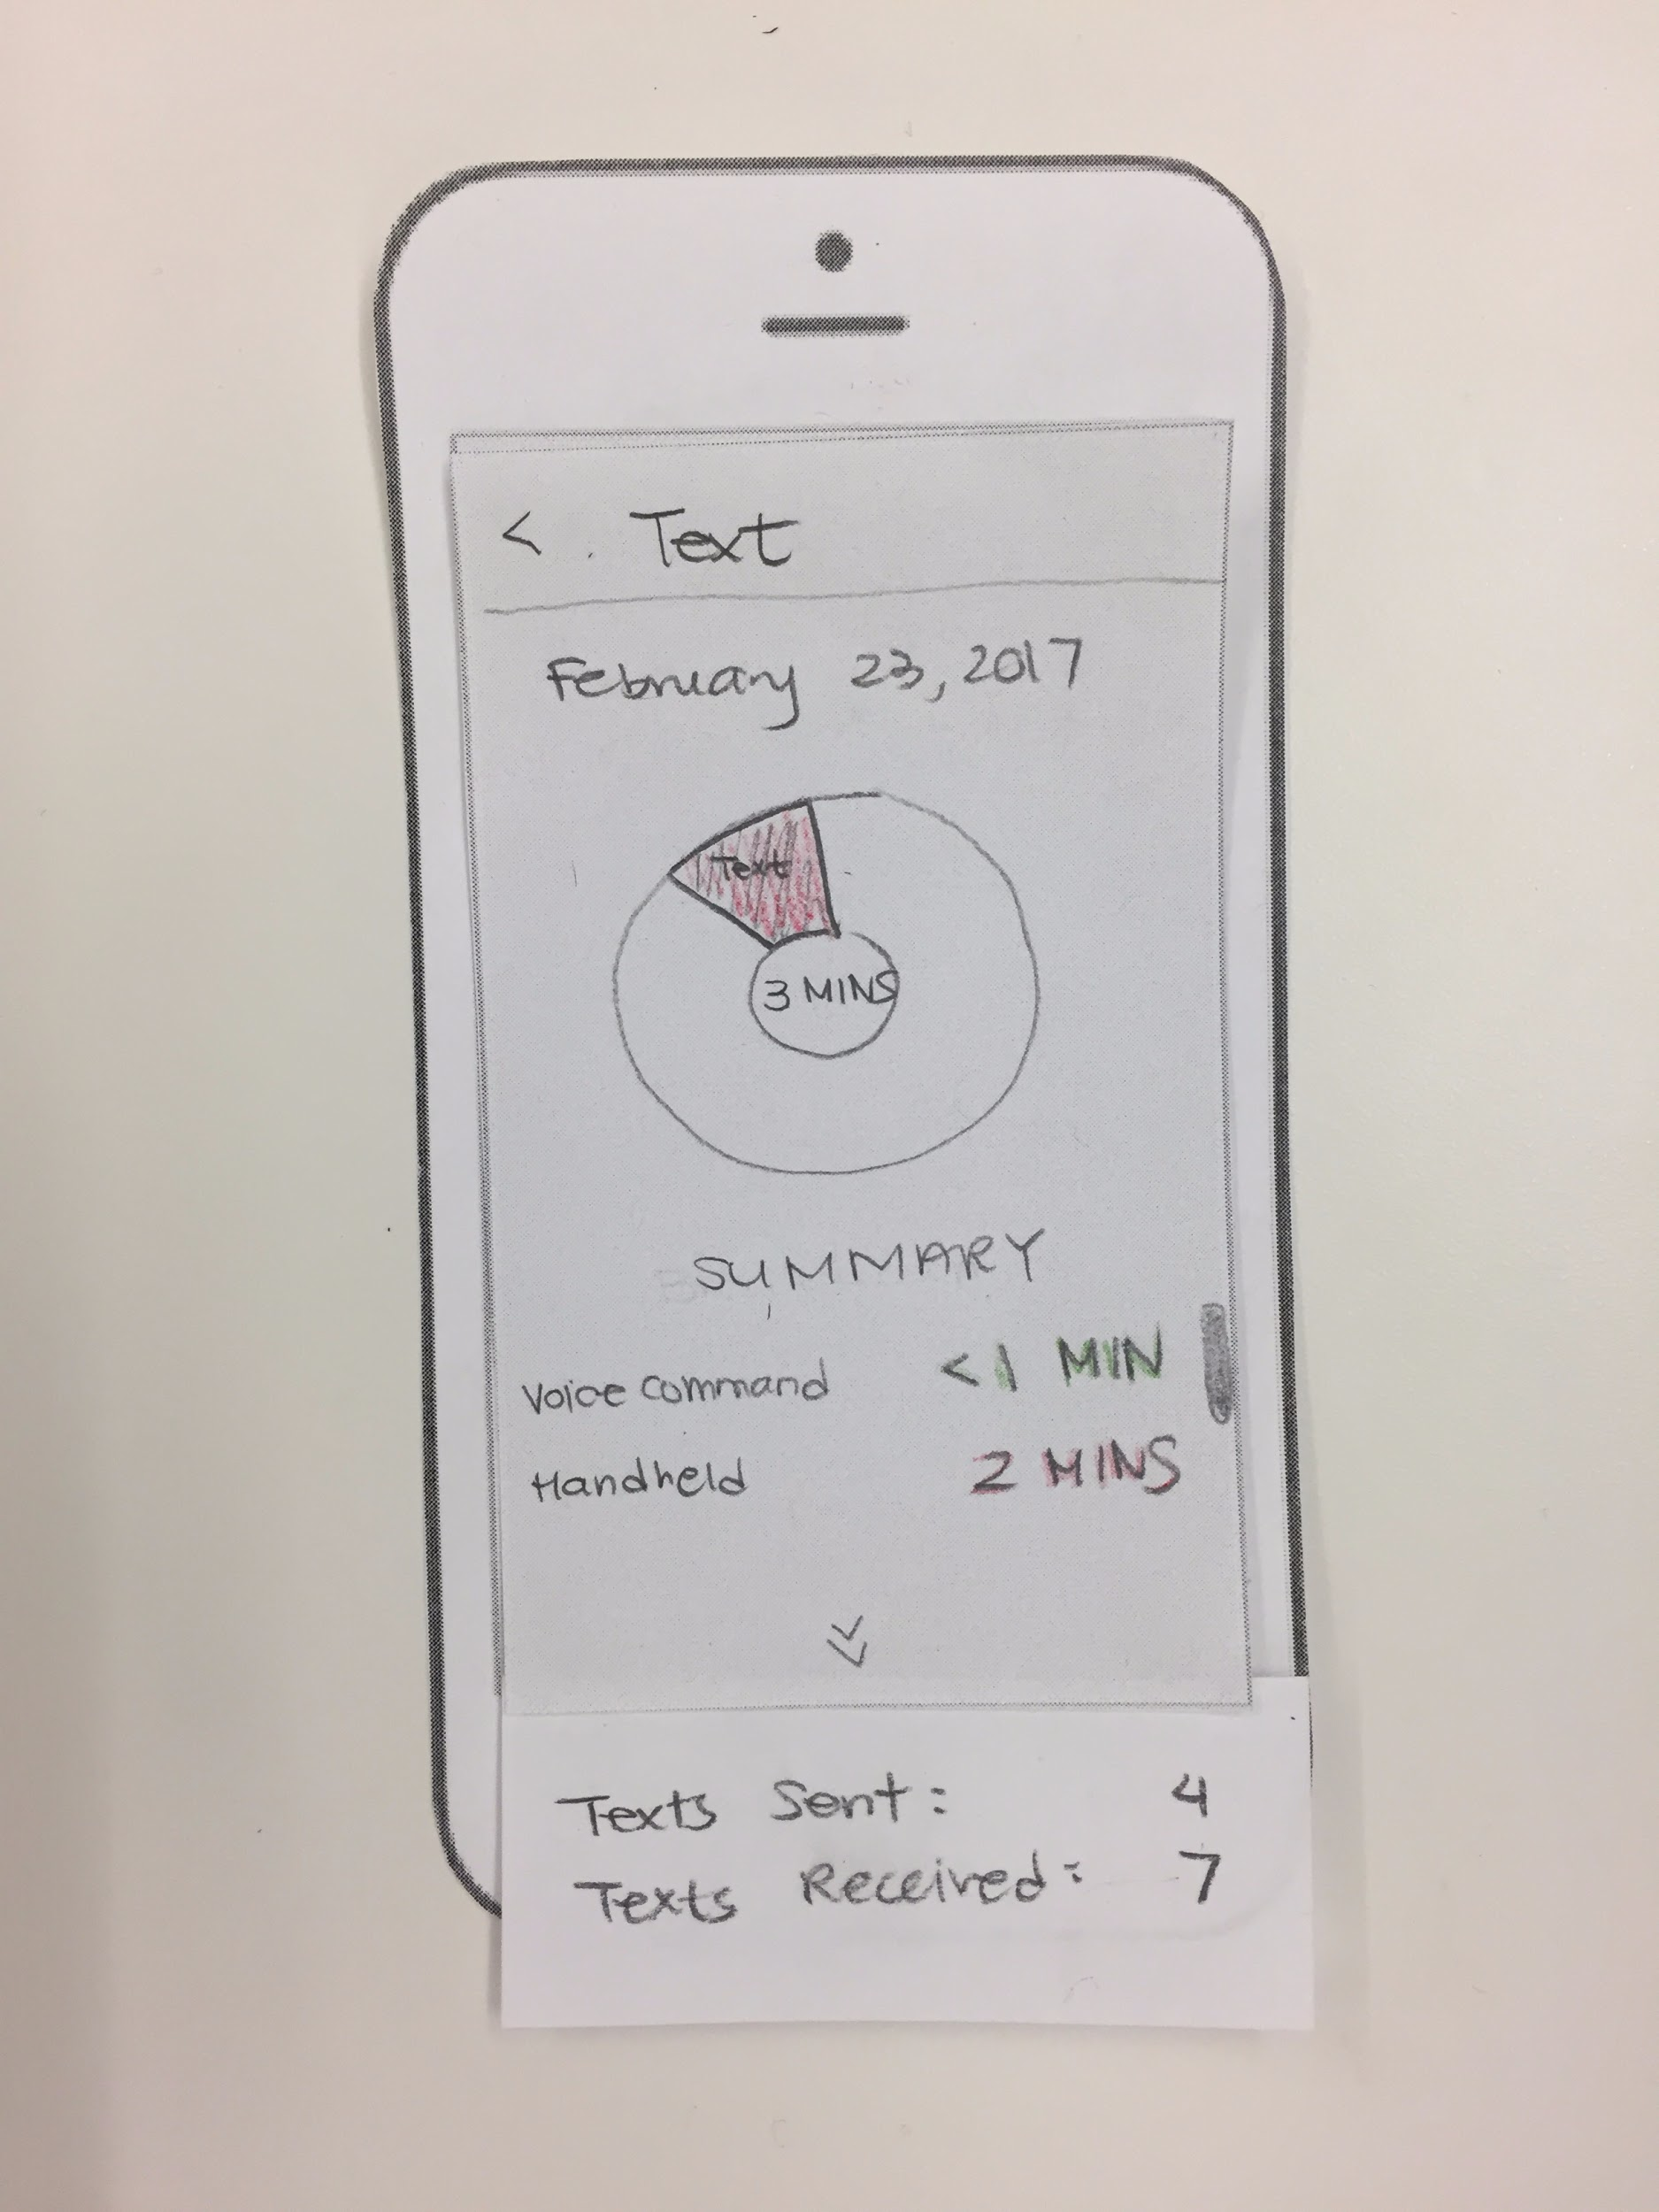 < Text
February 23, 2017
Text
3 MINS
SUMMARY
Voice command <1 MIN
Handheld 2 MINS
Texts Sent: 4
Texts Received: 7